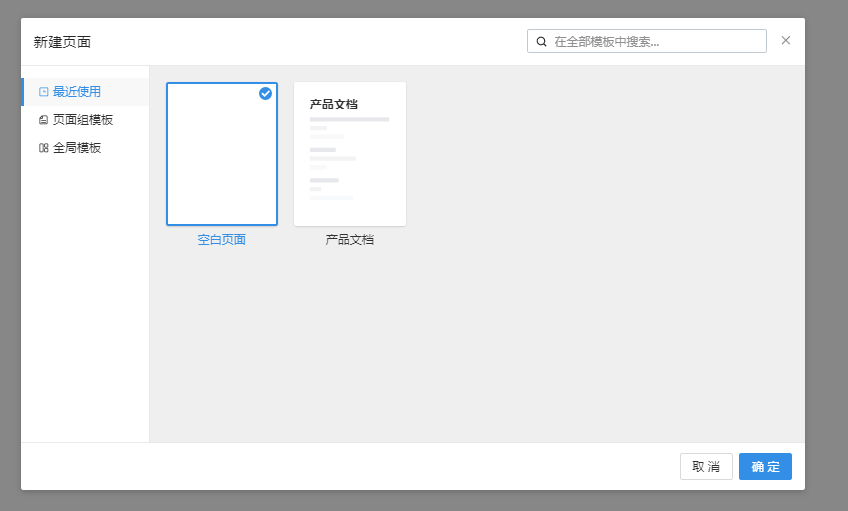 新建页面
在全部模板中搜索...
最近使用
页面组模板
全局模板
产品文档
空白页面
产品文档
取 消
确 定